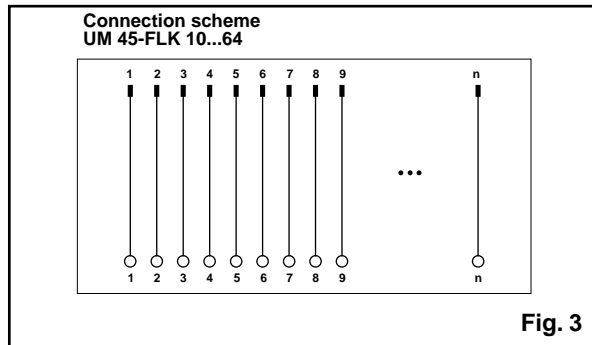 Connection scheme
UM 45-FLK 10...64
1 2 3 4 5 6 7 8 9 n
...
1 2 3 4 5 6 7 8 9 n
Fig. 3